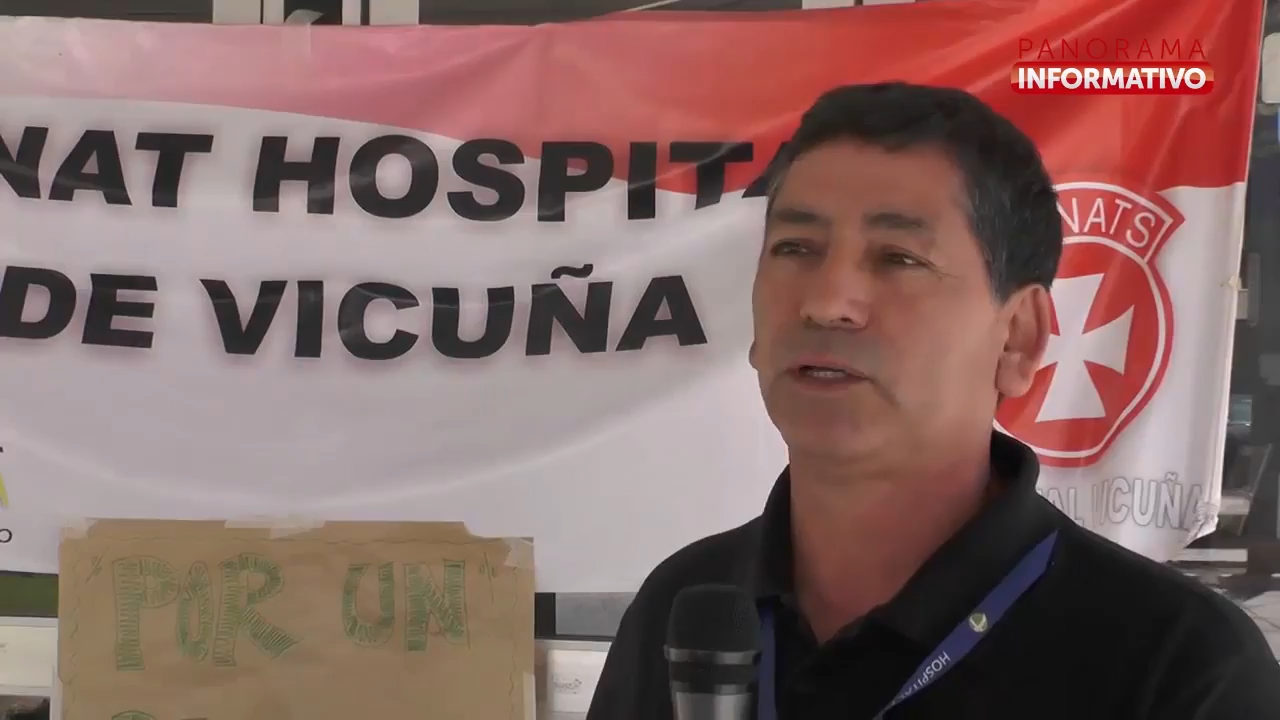 PANORAMA
INFORMATIVO
NAT HOSPITA
DE VICUÑA
NATS
AL VICUÑA
O
POR UN
HOSPITA